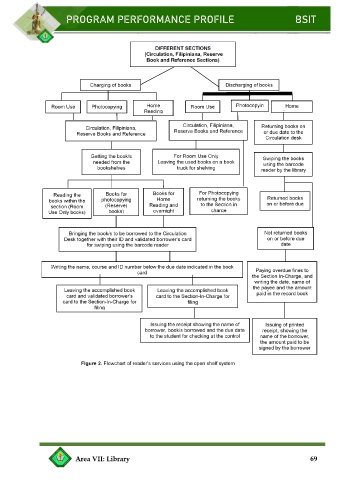 PROGRAM PERFORMANCE PROFILE BSIT
DIFFERENT SECTIONS
(Circulation, Filipiniana, Reserve
Book and Reference Sections)
Charging of books
Discharging of books
Room Use
Photocopying
Home
Reading
Room Use
Photocopyin
Home
Circulation, Filipiniana,
Reserve Books and Reference
Circulation, Filipiniana,
Reserve Books and Reference
Returning books on
or due date to the
Circulation desk
Getting the book/s
needed from the
bookshelves
For Room Use Only
Leaving the used books on a book
truck for shelving
Swiping the books
using the barcode
reader by the library
Reading the
books within the
section (Room
Use Only books)
Books for
photocopying
(Reserve)
books)
Books for
Home
Reading and
overnight
For Photocopying
returning the books
to the Section in
charge
Returned books
on or before due
Bringing the book/s to be borrowed to the Circulation
Desk together with their ID and validated borrower's card
for swiping using the barcode reader
Not returned books
on or before due
date
Writing the name, course and ID number below the due date indicated in the book
card
Paying overdue fines to
the Section In-Charge, and
writing the date, name of
the payee and the amount
paid in the record book
Leaving the accomplished book
card and validated borrower's
card to the Section-In-Charge for
filing
Leaving the accomplished book
card to the Section-In-Charge for
filing
Issuing the receipt showing the name of
borrower, book/s borrowed and the due date
to the student for checking at the control
Issuing of printed
receipt, showing the
name of the borrower,
the amount paid to be
signed by the borrower
Figure 2. Flowchart of reader's services using the open shelf system
Area VII: Library 69